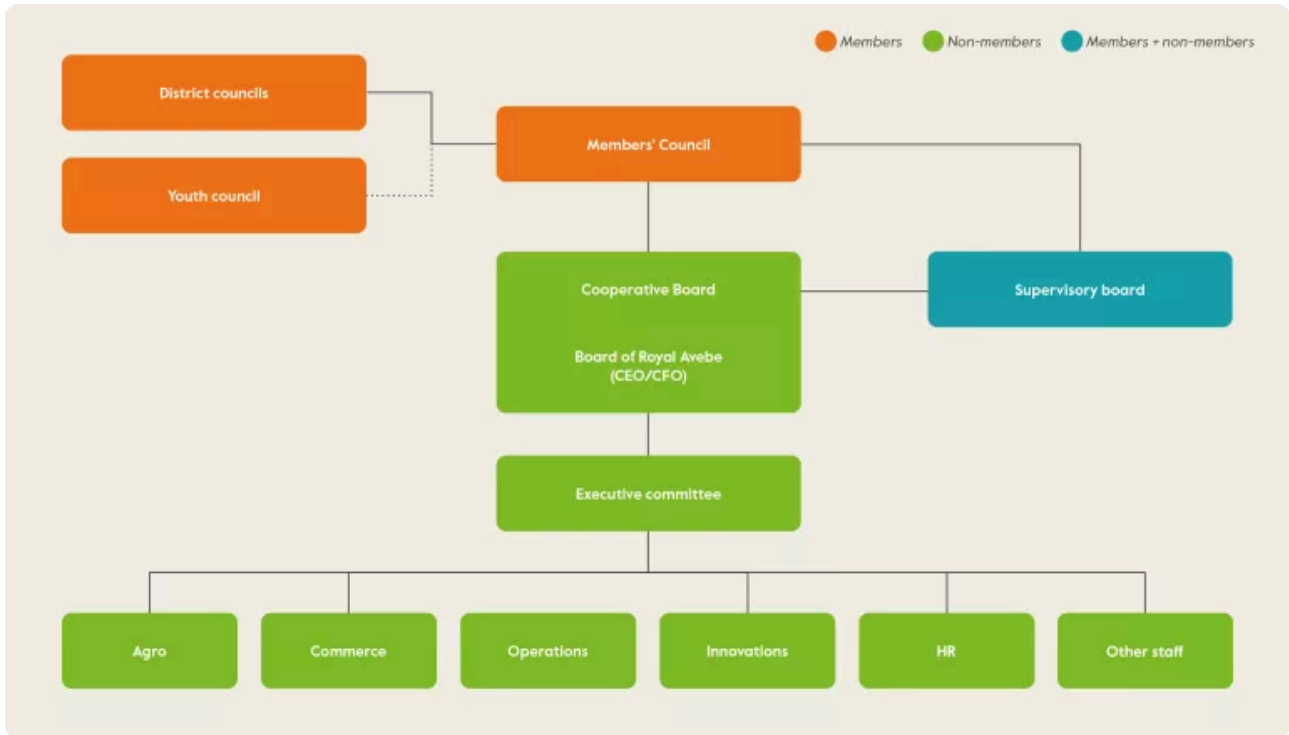 Members
Non-members
Members + non-members
District councils
Members' Council
Youth council
Cooperative Board
Supervisory board
Board of Royal Avebe
(CEO/CFO)
Executive committee
Agro
Commerce
Operations
Innovations
HR
Other staff